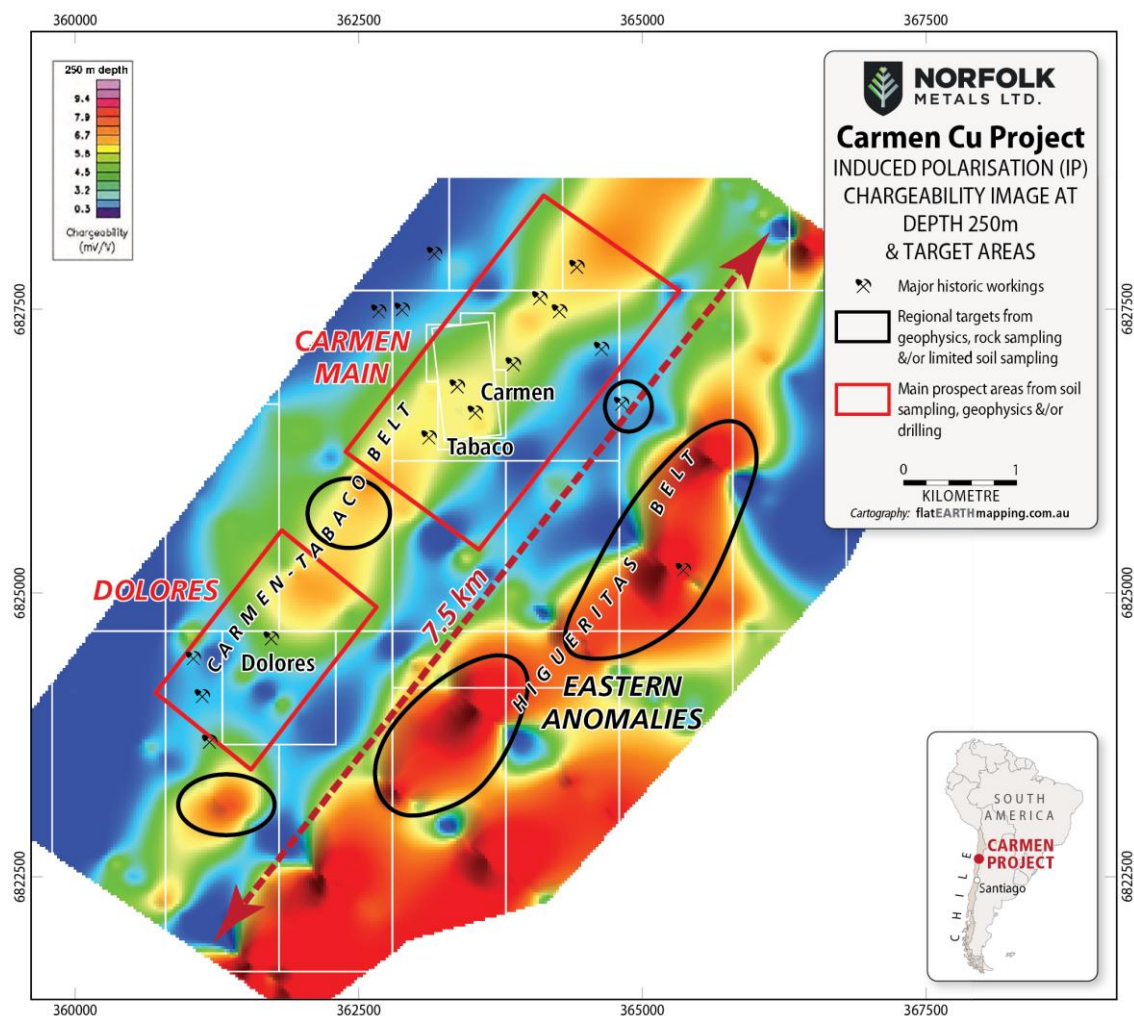 360000
362500
365000
367500
250 m depth
9.4
7.9
6.7
5.6
4.5
3.2
0.3
Chargeability
(mV/V)
NORFOLK
METALS LTD.
Carmen Cu Project
INDUCED POLARISATION (IP)
CHARGEABILITY IMAGE AT
DEPTH 250m
& TARGET AREAS
Major historic workings
Regional targets from
geophysics, rock sampling
&/or limited soil sampling
Main prospect areas from soil
sampling, geophysics &/or
drilling
0 1
KILOMETRE
Cartography: flatEARTHmapping.com.au
6827500
6827500
CARMEN
MAIN
Carmen
Tabaco
CARMEN-TABACO BELT
DOLORES
Dolores
7.5 km
HIGUERITAS BELT
EASTERN
ANOMALIES
6825000
6825000
6822500
6822500
SOUTH
AMERICA
CARMEN
PROJECT
Santiago
CHILE
360000
362500
365000
367500